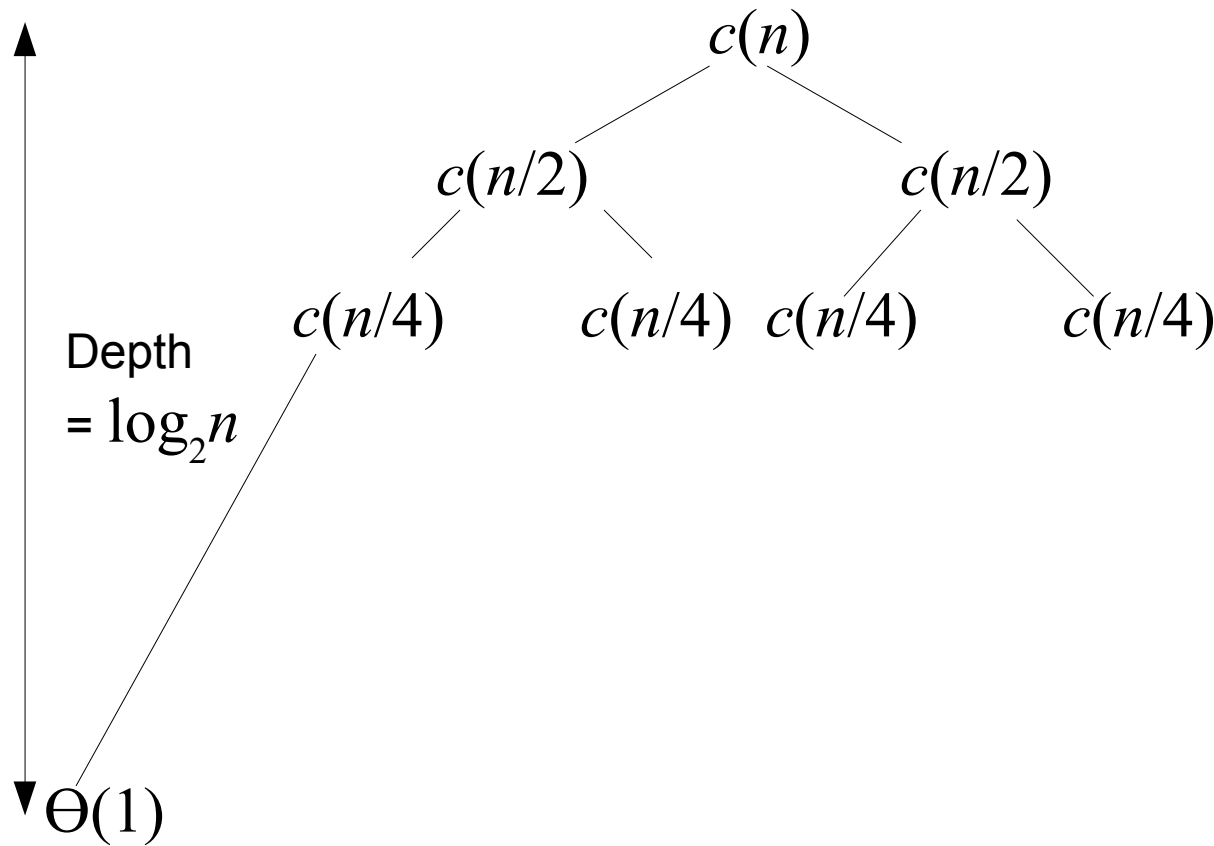 c(n)
c(n/2) c(n/2)
c(n/4) c(n/4) c(n/4) c(n/4)
Depth
= log₂n
Θ(1)